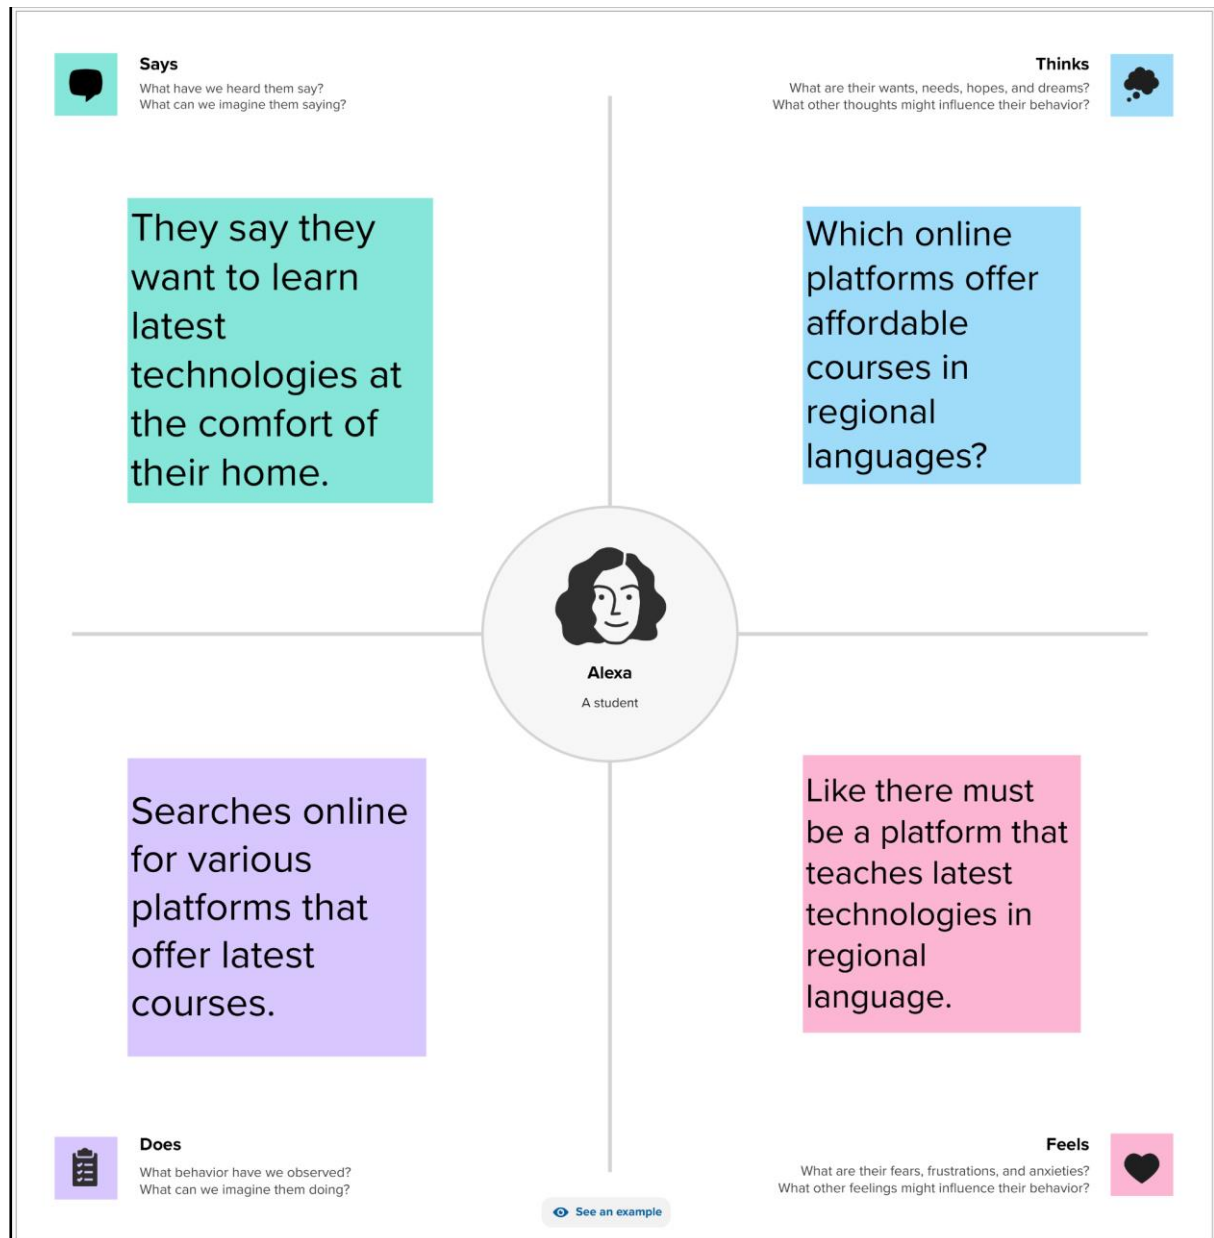 Says
What have we heard them say?
What can we imagine them saying?
Thinks
What are their wants, needs, hopes, and dreams?
What other thoughts might influence their behavior?
They say they
want to learn
latest
technologies at
the comfort of
their home.
Which online
platforms offer
affordable
courses in
regional
languages?
Alexa
A student
Searches online
for various
platforms that
offer latest
courses.
Like there must
be a platform that
teaches latest
technologies in
regional
language.
Does
What behavior have we observed?
What can we imagine them doing?
Feels
What are their fears, frustrations, and anxieties?
What other feelings might influence their behavior?
See an example